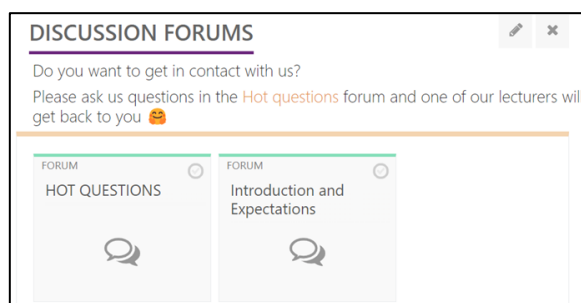 DISCUSSION FORUMS
Do you want to get in contact with us?
Please ask us questions in the Hot questions forum and one of our lecturers will
get back to you 🤗
FORUM
HOT QUESTIONS
FORUM
Introduction and
Expectations